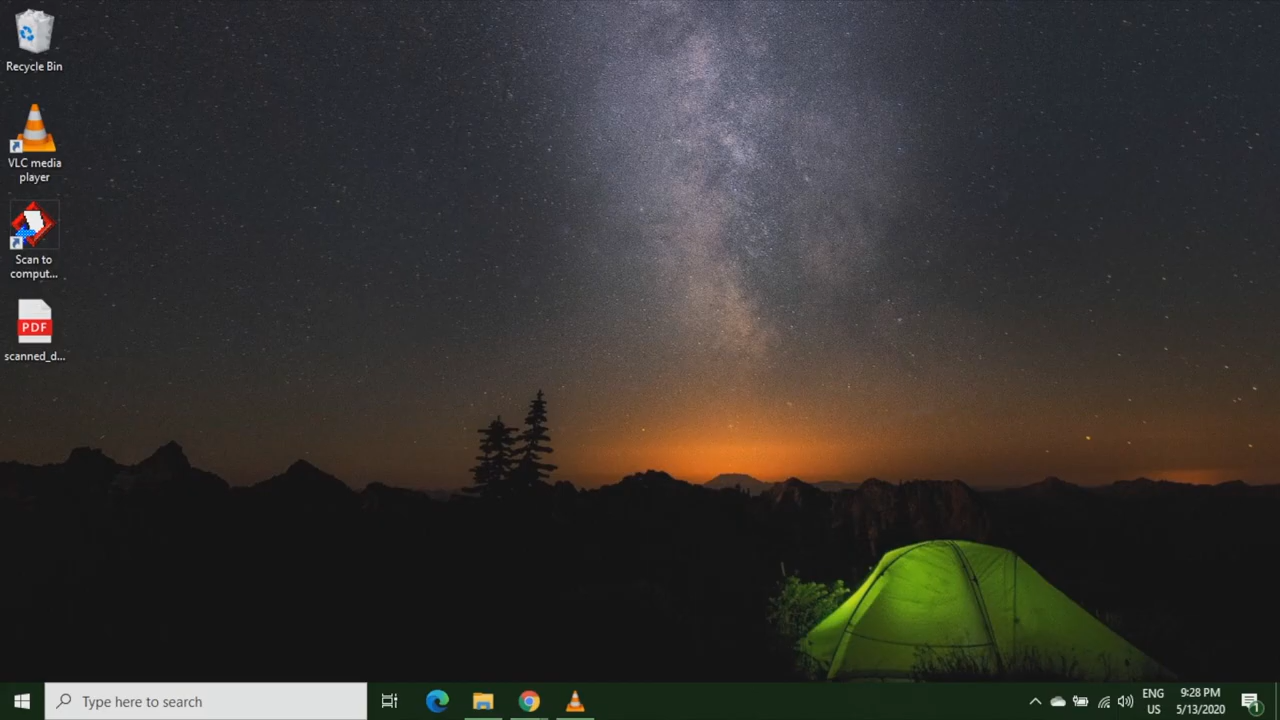 Recycle Bin
VLC media
player
Scan to
comput...
PDF
scanned_d...
Type here to search
ENG
US
9:28 PM
5/13/2020
1